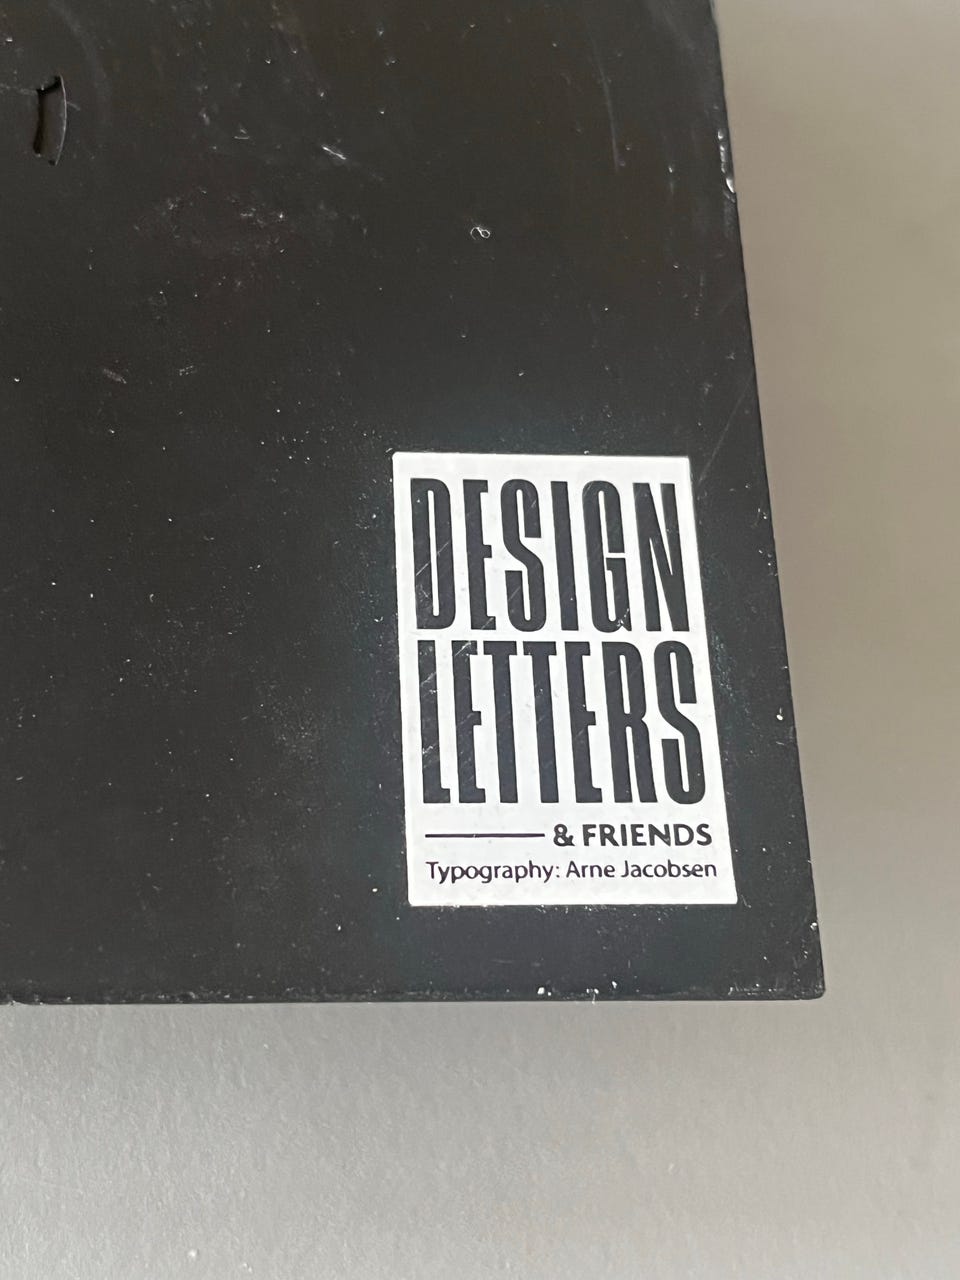 DESIGN
LETTERS
& FRIENDS
Typography: Arne Jacobsen